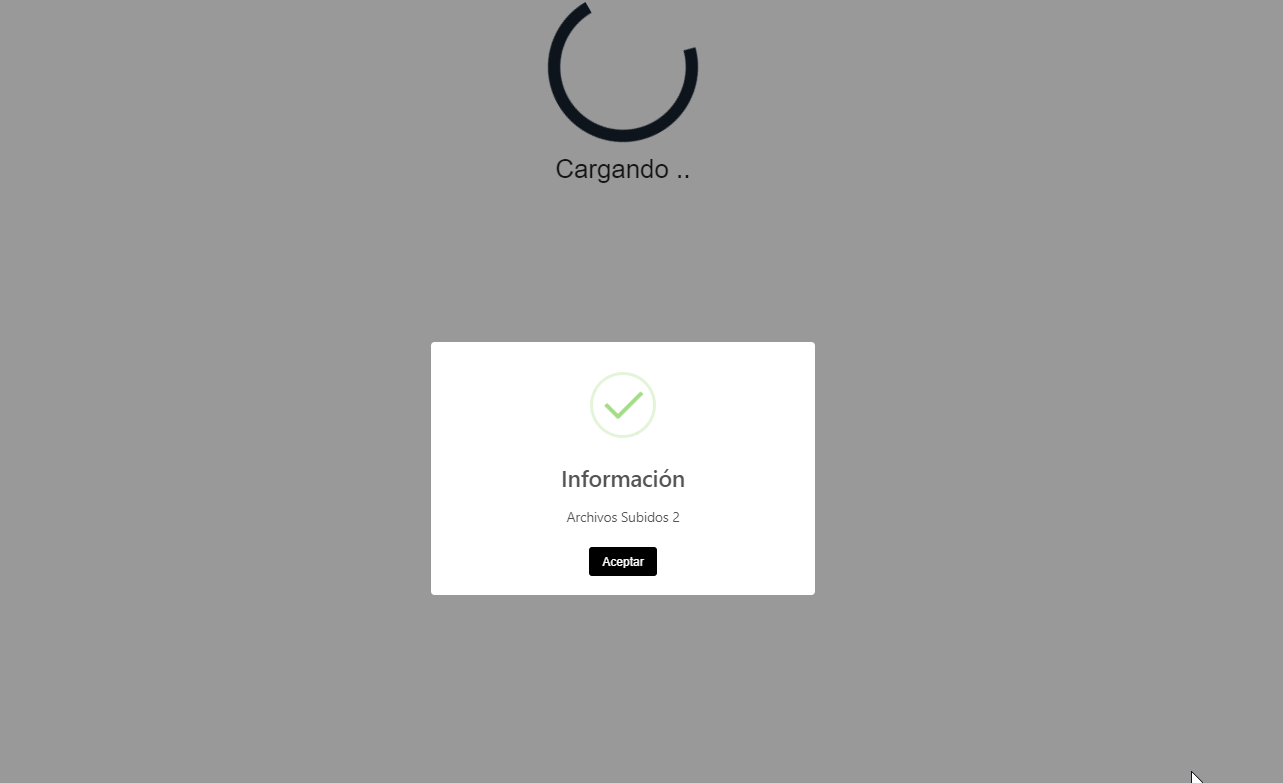 Cargando ..
Información
Archivos Subidos 2
Aceptar